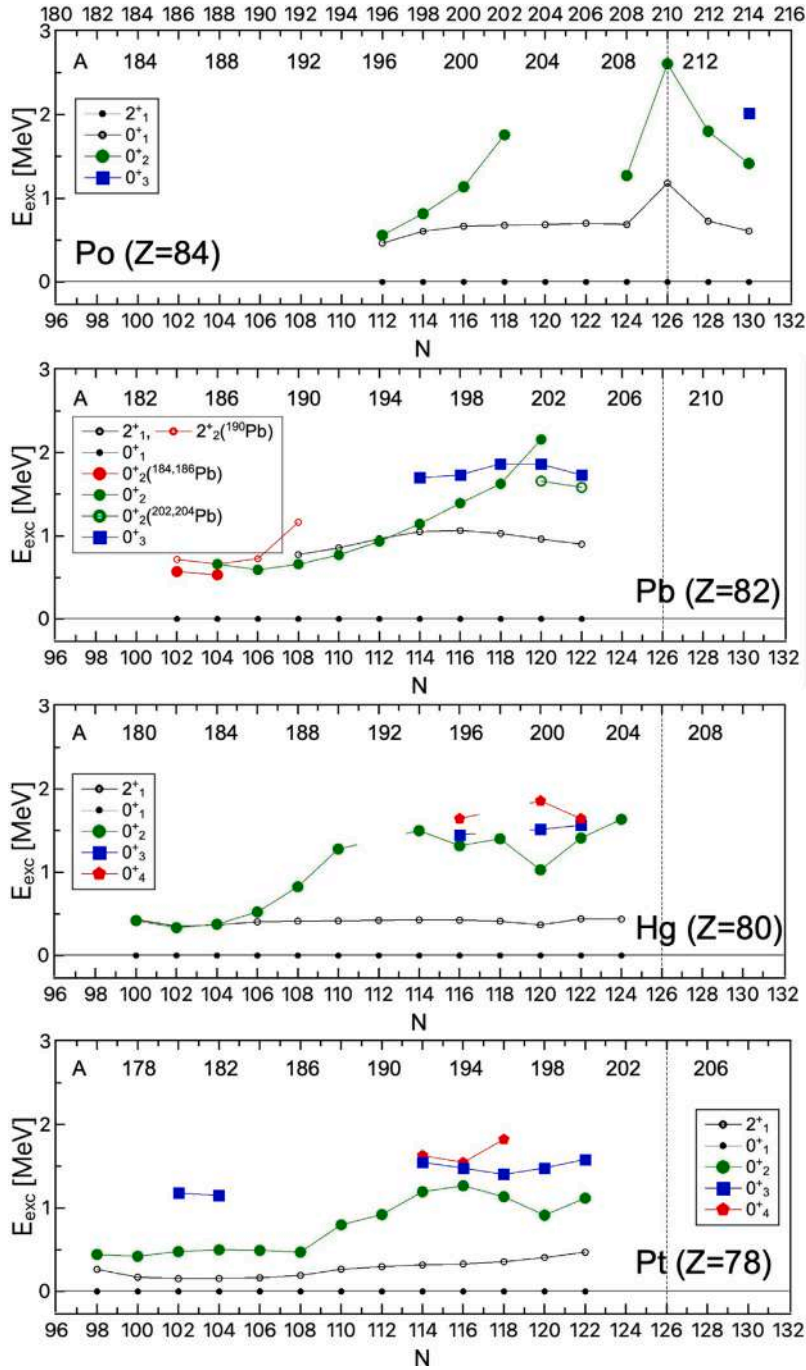 180 182 184 186 188 190 192 194 196 198 200 202 204 206 208 210 212 214 216
3
A 184 188 192 196 200 204 208 212
2⁺₁
0⁺₁
0⁺₂
0⁺₃
2
1
0
E_exc [MeV]
Po (Z=84)
96 98 100 102 104 106 108 110 112 114 116 118 120 122 124 126 128 130 132
N
3
A 182 186 190 194 198 202 206 210
2⁺₁, 2⁺₂(¹⁹⁰Pb)
0⁺₁
0⁺₂(¹⁸⁴,¹⁸⁶Pb)
0⁺₂
0⁺₂(²⁰²,²⁰⁴Pb)
0⁺₃
2
1
0
E_exc [MeV]
Pb (Z=82)
96 98 100 102 104 106 108 110 112 114 116 118 120 122 124 126 128 130 132
N
3
A 180 184 188 192 196 200 204 208
2⁺₁
0⁺₁
0⁺₂
0⁺₃
0⁺₄
2
1
0
E_exc [MeV]
Hg (Z=80)
96 98 100 102 104 106 108 110 112 114 116 118 120 122 124 126 128 130 132
N
3
A 178 182 186 190 194 198 202 206
2⁺₁
0⁺₁
0⁺₂
0⁺₃
0⁺₄
2
1
0
E_exc [MeV]
Pt (Z=78)
96 98 100 102 104 106 108 110 112 114 116 118 120 122 124 126 128 130 132
N